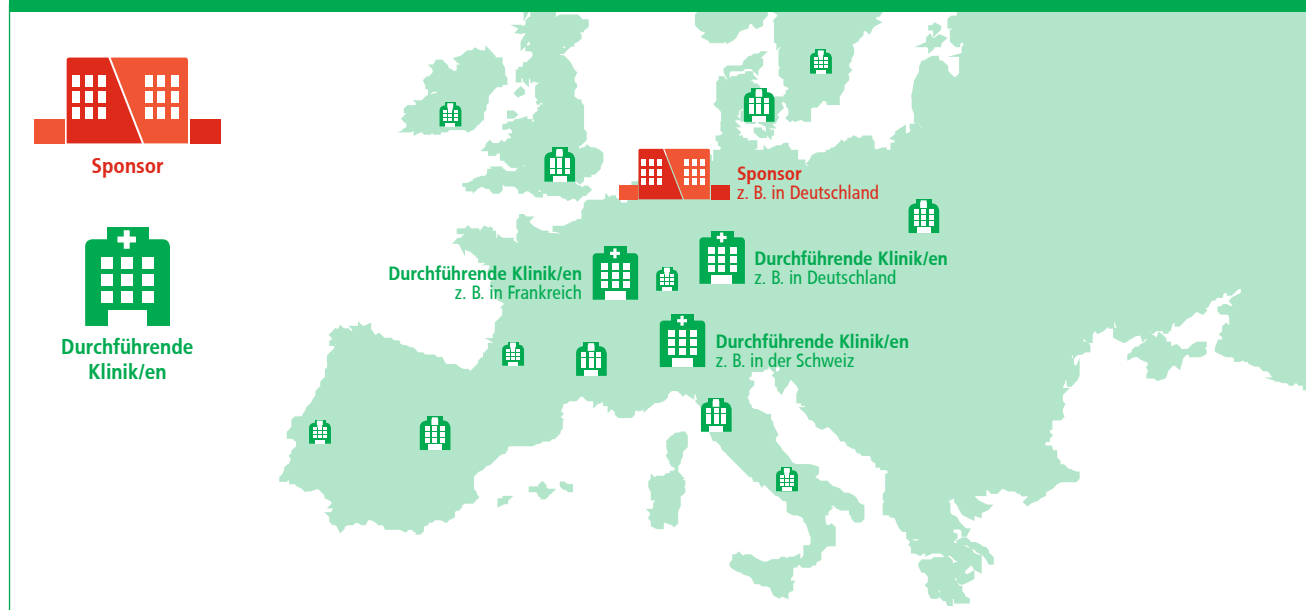 Sponsor
Durchführende
Klinik/en
Sponsor
z. B. in Deutschland
Durchführende Klinik/en
z. B. in Frankreich
Durchführende Klinik/en
z. B. in Deutschland
Durchführende Klinik/en
z. B. in der Schweiz